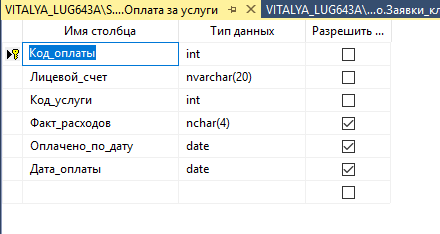 VITALYA_LUG643A\S....Оплата за услуги
VITALYA_LUG643A\...o.Заявки_кл
Имя столбца Тип данных Разрешить ...
Код_оплаты int
Лицевой_счет nvarchar(20)
Код_услуги int
Факт_расходов nchar(4)
Оплачено_по_дату date
Дата_оплаты date